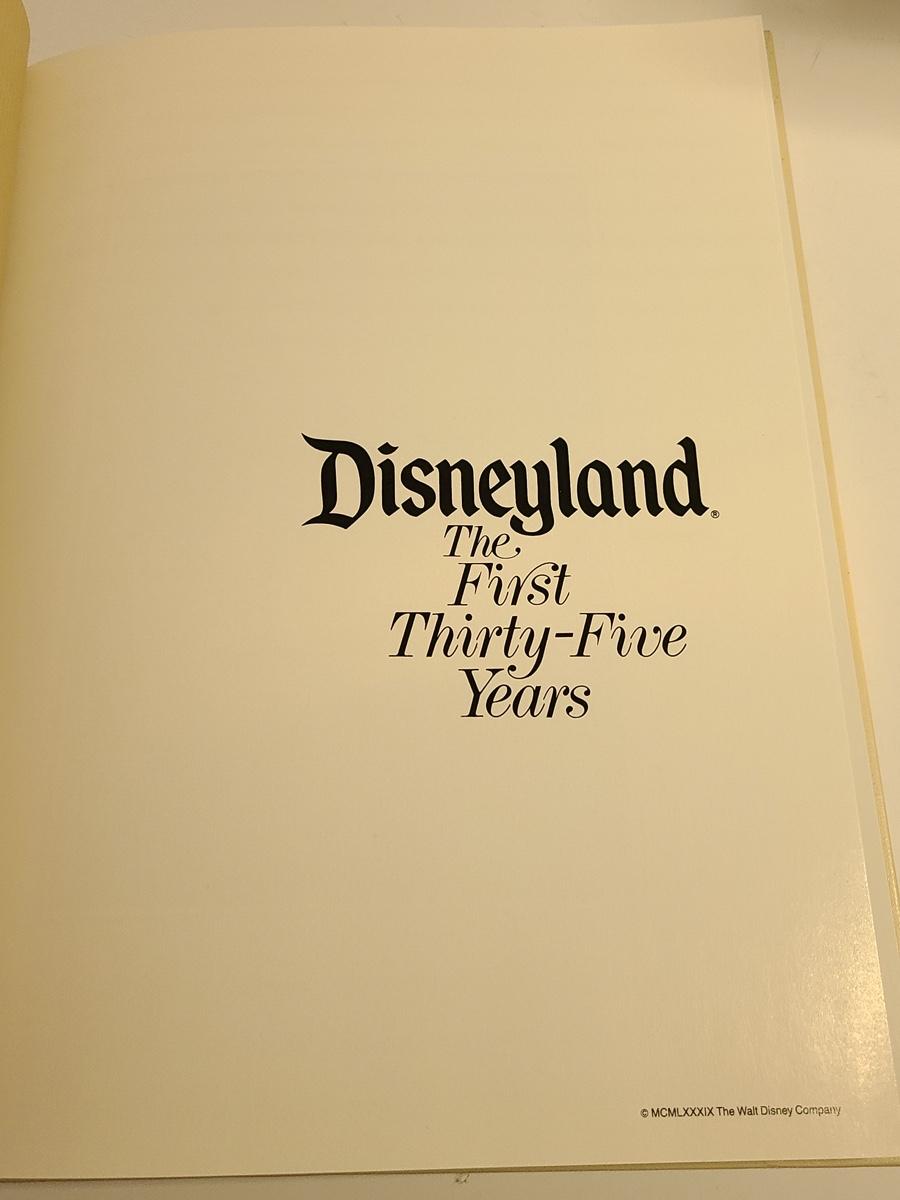 Disneyland®
The
First
Thirty-Five
Years
© MCMLXXXIX The Walt Disney Company